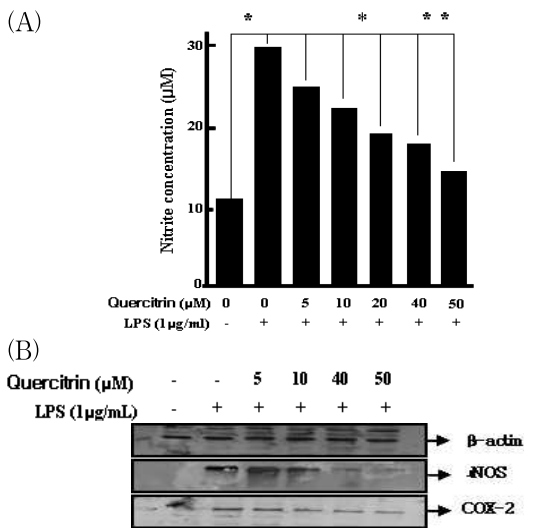 (A)
* * * *
Nitrite concentration (μM)
30
20
10
0
Quercitrin (μM) 0 0 5 10 20 40 50
LPS (1μg/ml) - + + + + + +
(B)
Quercitrin (μM) - - 5 10 40 50
LPS (1μg/mL) - + + + + +
β-actin
iNOS
COX-2